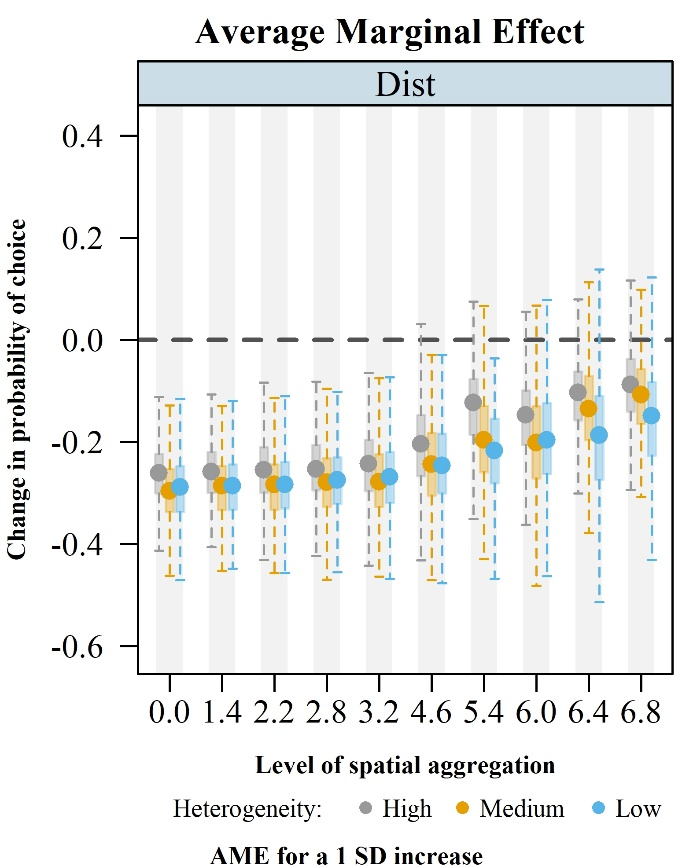 Average Marginal Effect
Dist
Change in probability of choice
0.4
0.2
0.0
-0.2
-0.4
-0.6
0.0 1.4 2.2 2.8 3.2 4.6 5.4 6.0 6.4 6.8
Level of spatial aggregation
Heterogeneity: High Medium Low
AME for a 1 SD increase